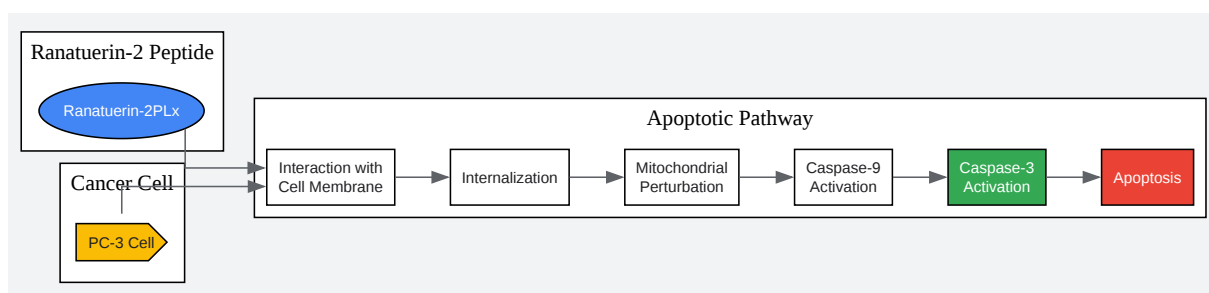 Ranatuerin-2 Peptide
Ranatuerin-2PLx
Cancer Cell
PC-3 Cell
Apoptotic Pathway
Interaction with
Cell Membrane
Internalization
Mitochondrial
Perturbation
Caspase-9
Activation
Caspase-3
Activation
Apoptosis